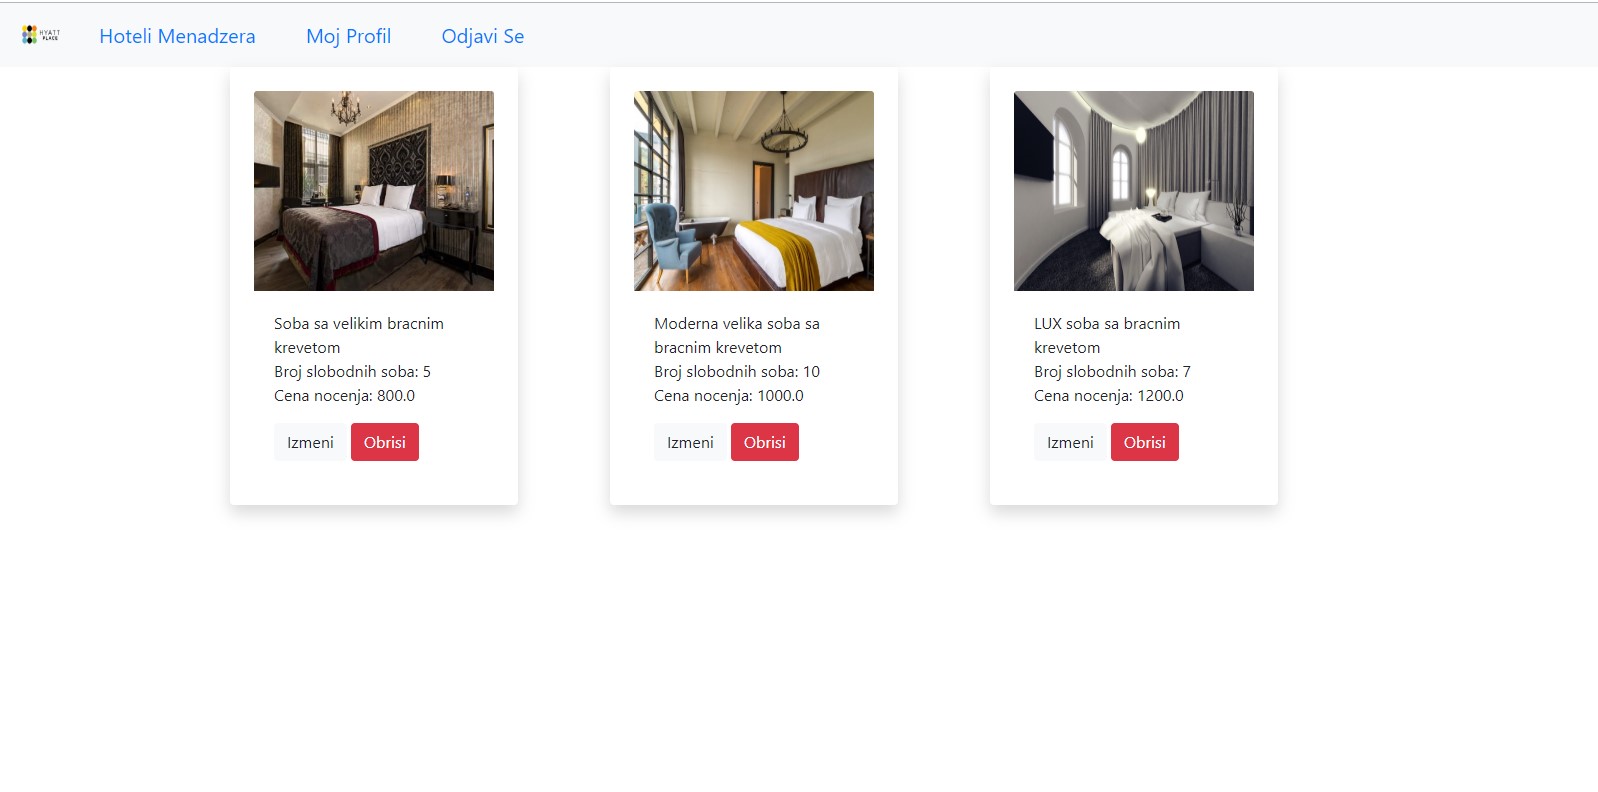 HYATT
PLACE
Hoteli Menadzera
Moj Profil
Odjavi Se
Soba sa velikim bracnim
krevetom
Broj slobodnih soba: 5
Cena nocenja: 800.0
Izmeni
Obrisi
Moderna velika soba sa
bracnim krevetom
Broj slobodnih soba: 10
Cena nocenja: 1000.0
Izmeni
Obrisi
LUX soba sa bracnim
krevetom
Broj slobodnih soba: 7
Cena nocenja: 1200.0
Izmeni
Obrisi